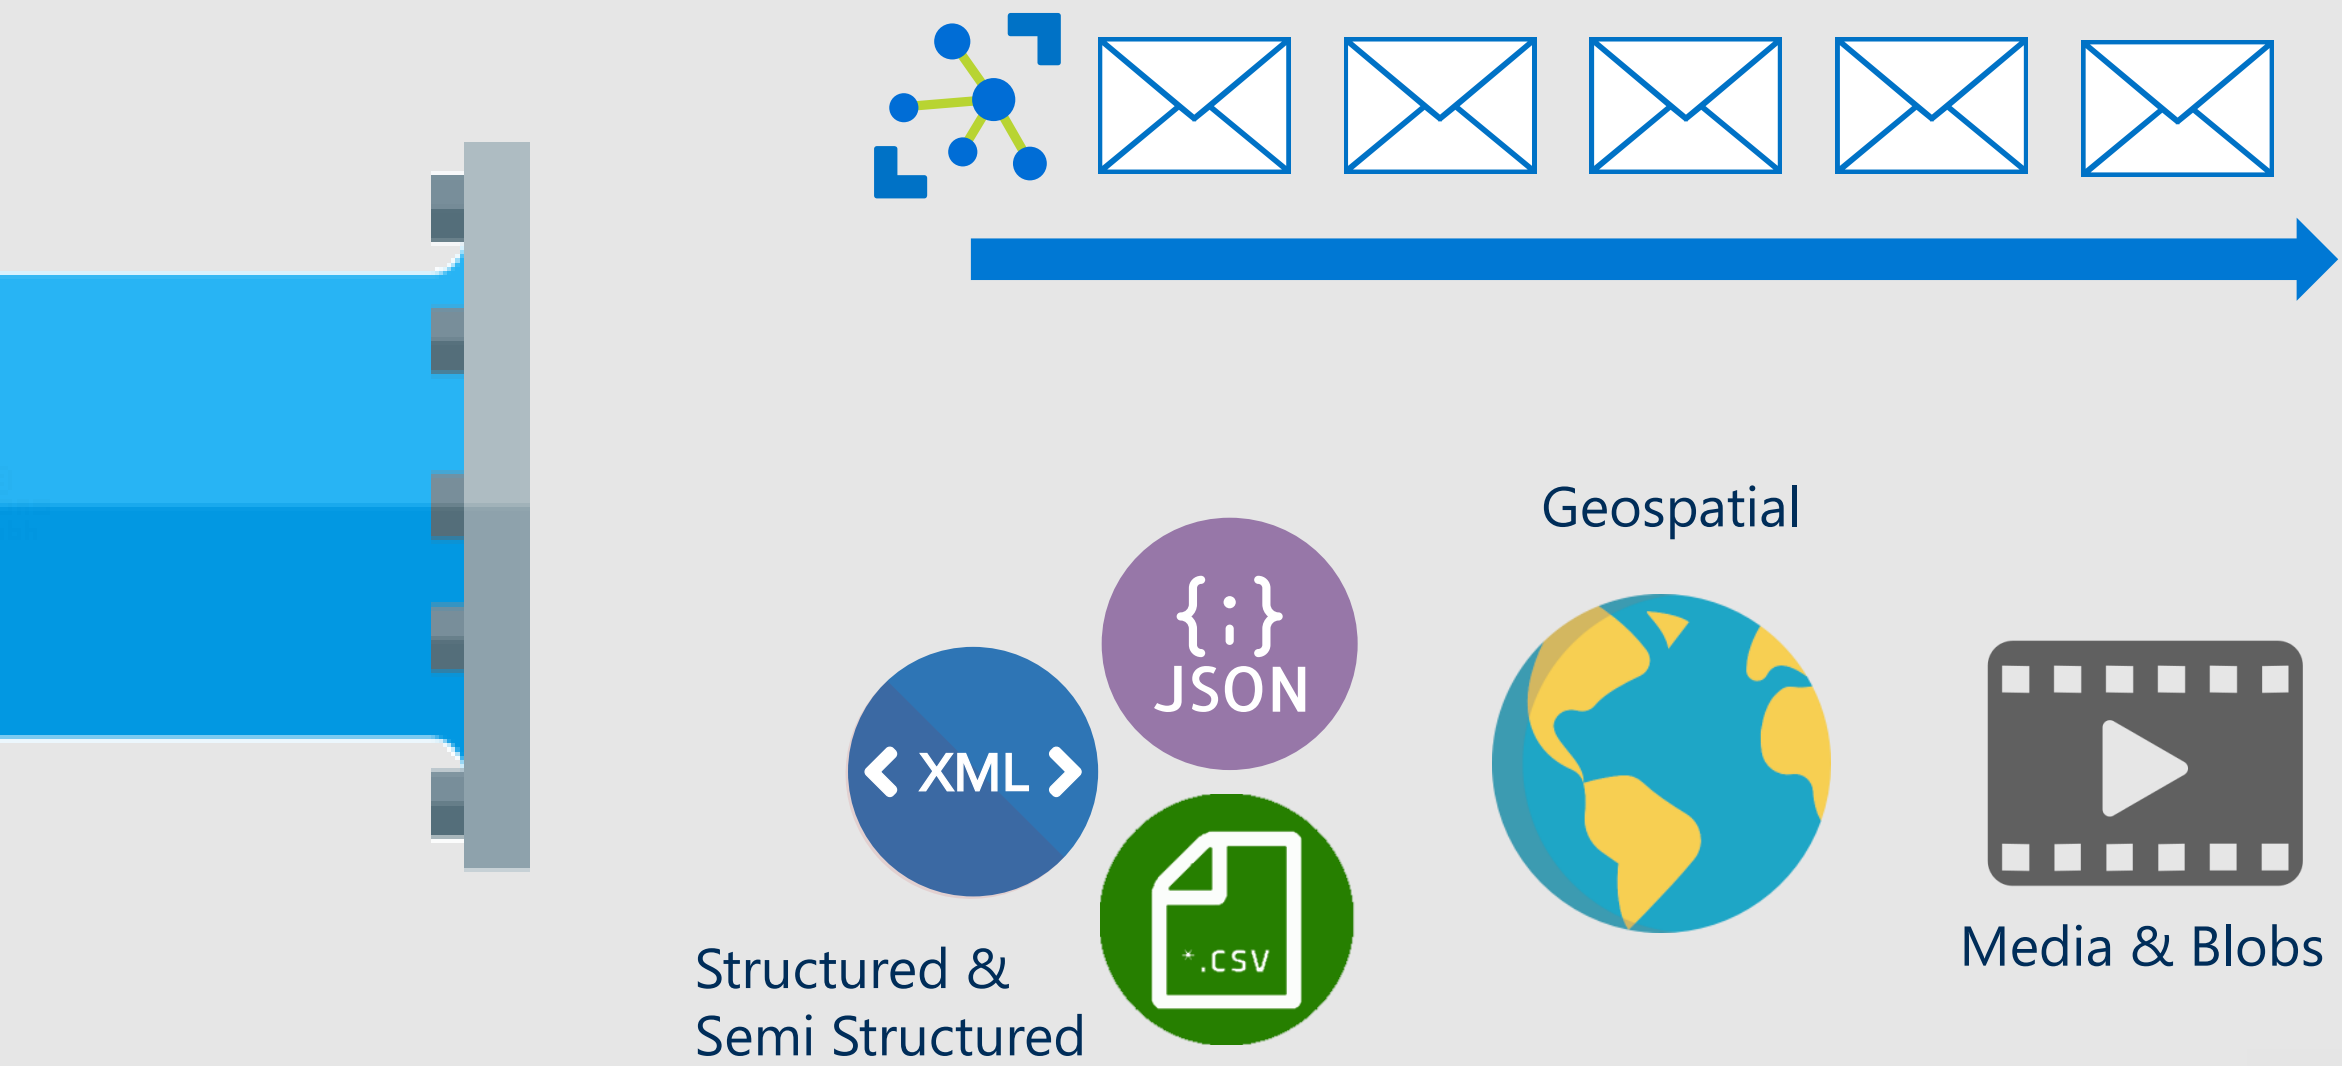 Geospatial
{;}
JSON
< XML >
*.csv
Media & Blobs
Structured &
Semi Structured